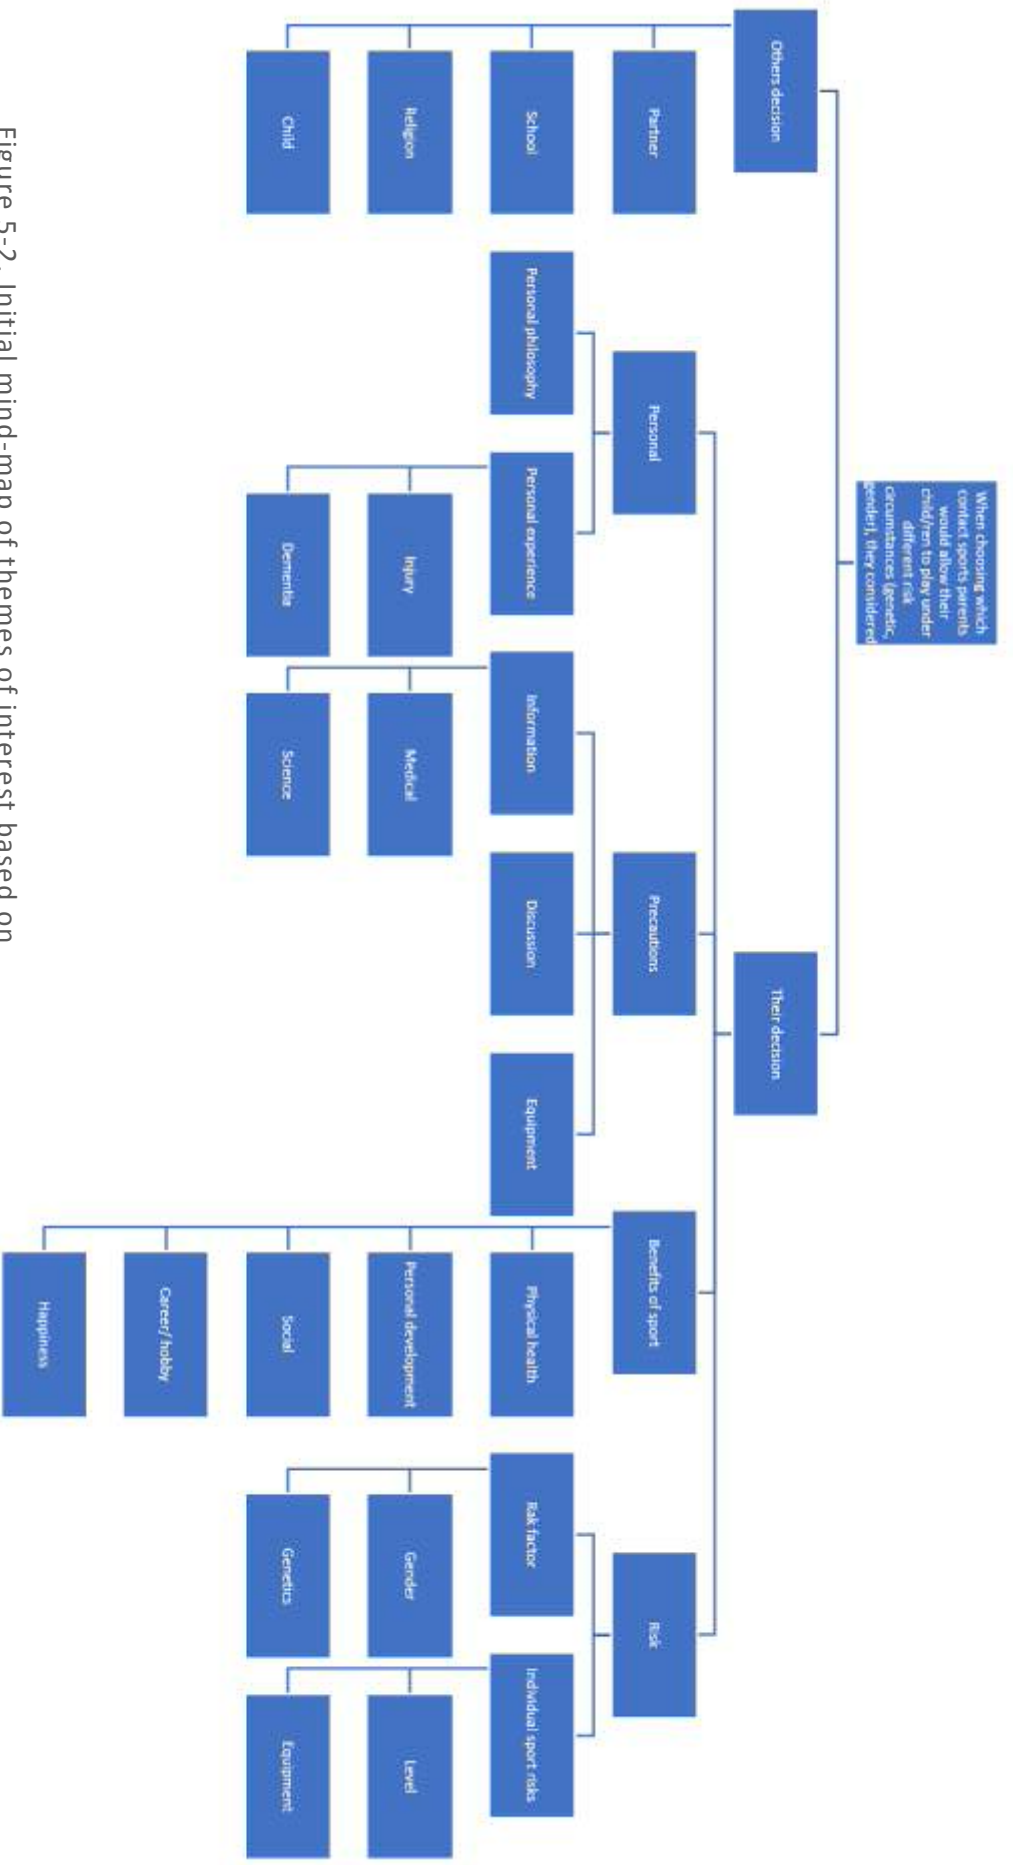 When choosing which
contact sports parents
would allow their
child/ren to play under
different risk
circumstances (genetic,
gender), they considered
Others decision
Partner
School
Religion
Child
Their decision
Personal
Personal philosophy
Personal experience
Injury
Dementia
Precautions
Information
Medical
Science
Discussion
Equipment
Benefits of sport
Physical health
Personal development
Social
Career/ hobby
Happiness
Risk
Risk factor
Gender
Genetics
Individual sport risks
Level
Equipment
Figure 5-2. Initial mind-map of themes of interest based on